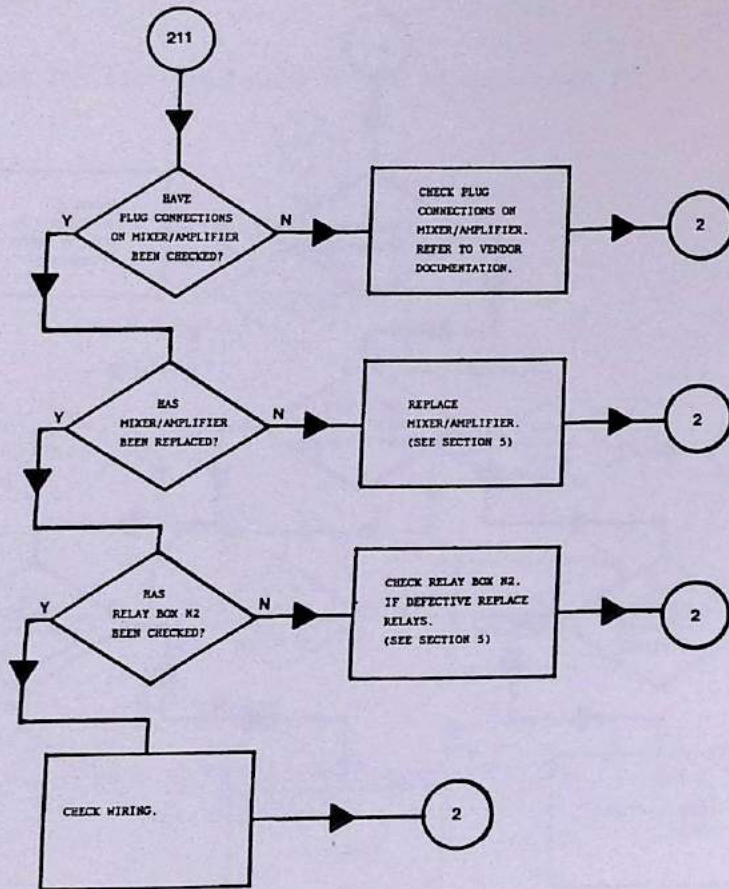 211
HAVE
PLUG CONNECTIONS
ON MIXER/AMPLIFIER
BEEN CHECKED?
Y
N
CHECK PLUG
CONNECTIONS ON
MIXER/AMPLIFIER.
REFER TO VENDOR
DOCUMENTATION.
2
HAS
MIXER/AMPLIFIER
BEEN REPLACED?
Y
N
REPLACE
MIXER/AMPLIFIER.
(SEE SECTION 5)
2
HAS
RELAY BOX N2
BEEN CHECKED?
Y
N
CHECK RELAY BOX N2.
IF DEFECTIVE REPLACE
RELAYS.
(SEE SECTION 5)
2
CHECK WIRING.
2